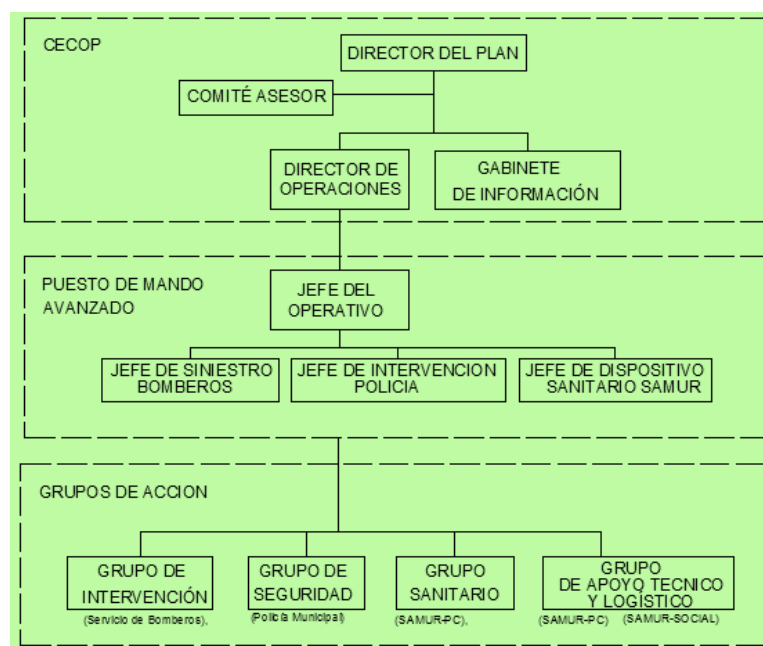 CECOP
DIRECTOR DEL PLAN
COMITÉ ASESOR
DIRECTOR DE
OPERACIONES
GABINETE
DE INFORMACIÓN
PUESTO DE MANDO
AVANZADO
JEFE DEL
OPERATIVO
JEFE DE SINIESTRO
BOMBEROS
JEFE DE INTERVENCION
POLICIA
JEFE DE DISPOSITIVO
SANITARIO SAMUR
GRUPOS DE ACCION
GRUPO DE
INTERVENCIÓN
(Servicio de Bomberos),
GRUPO DE
SEGURIDAD
(Policía Municipal)
GRUPO
SANITARIO
(SAMUR-PC),
GRUPO
DE APOYO TECNICO
Y LOGÍSTICO
(SAMUR-PC) (SAMUR-SOCIAL)